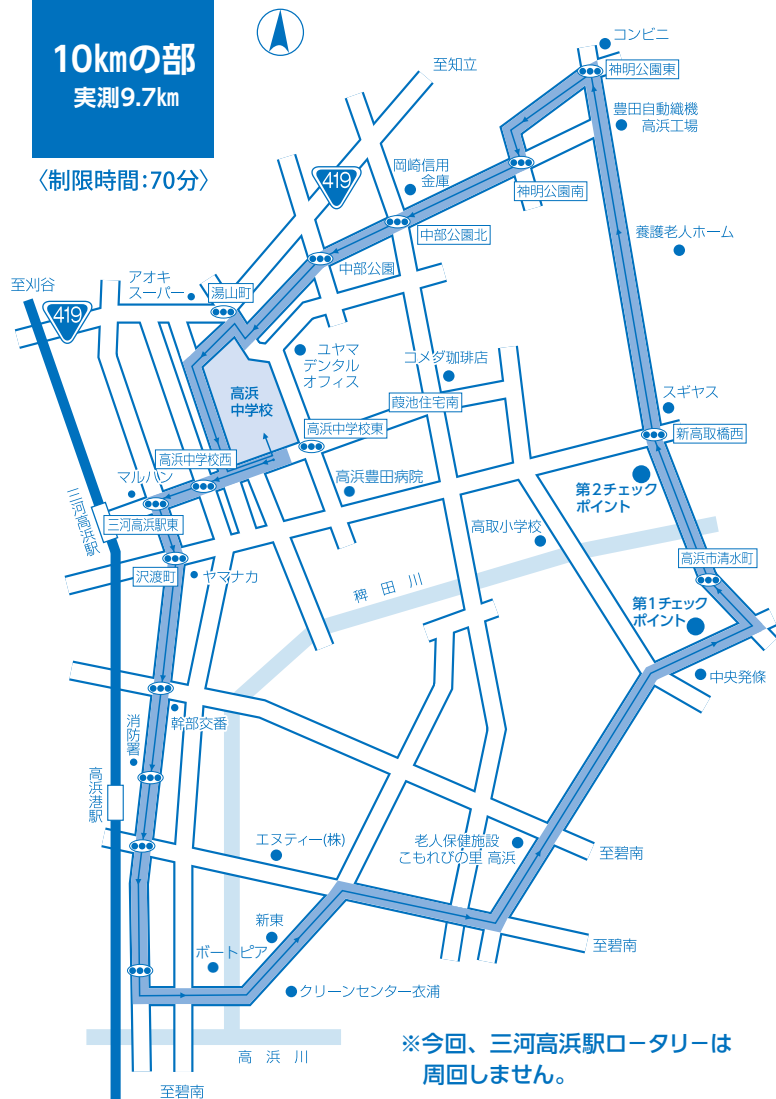 10kmの部
実測9.7km
〈制限時間:70分〉
コンビニ
至知立
神明公園東
豊田自動織機
高浜工場
岡崎信用
金庫
419
神明公園南
中部公園北
養護老人ホーム
中部公園
至刈谷
アオキ
スーパー
湯山町
419
ユヤマ
デンタル
オフィス
コメダ珈琲店
高浜
中学校
葭池住宅南
スギヤス
高浜中学校東
新高取橋西
高浜中学校西
マルハン
高浜豊田病院
第2チェック
ポイント
三河高浜駅
三河高浜駅東
高取小学校
高浜市清水町
沢渡町
ヤマナカ
稗田川
第1チェック
ポイント
中央発條
消防署
幹部交番
高浜港駅
エヌティー(株)
老人保健施設
こもれびの里 高浜
至碧南
新東
至碧南
ボートピア
クリーンセンター衣浦
高浜川
※今回、三河高浜駅ロータリーは
周回しません。
至碧南